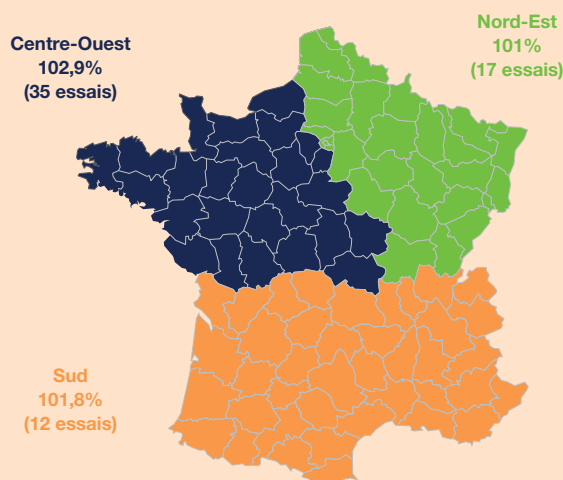 Centre-Ouest
102,9%
(35 essais)
Nord-Est
101%
(17 essais)
Sud
101,8%
(12 essais)